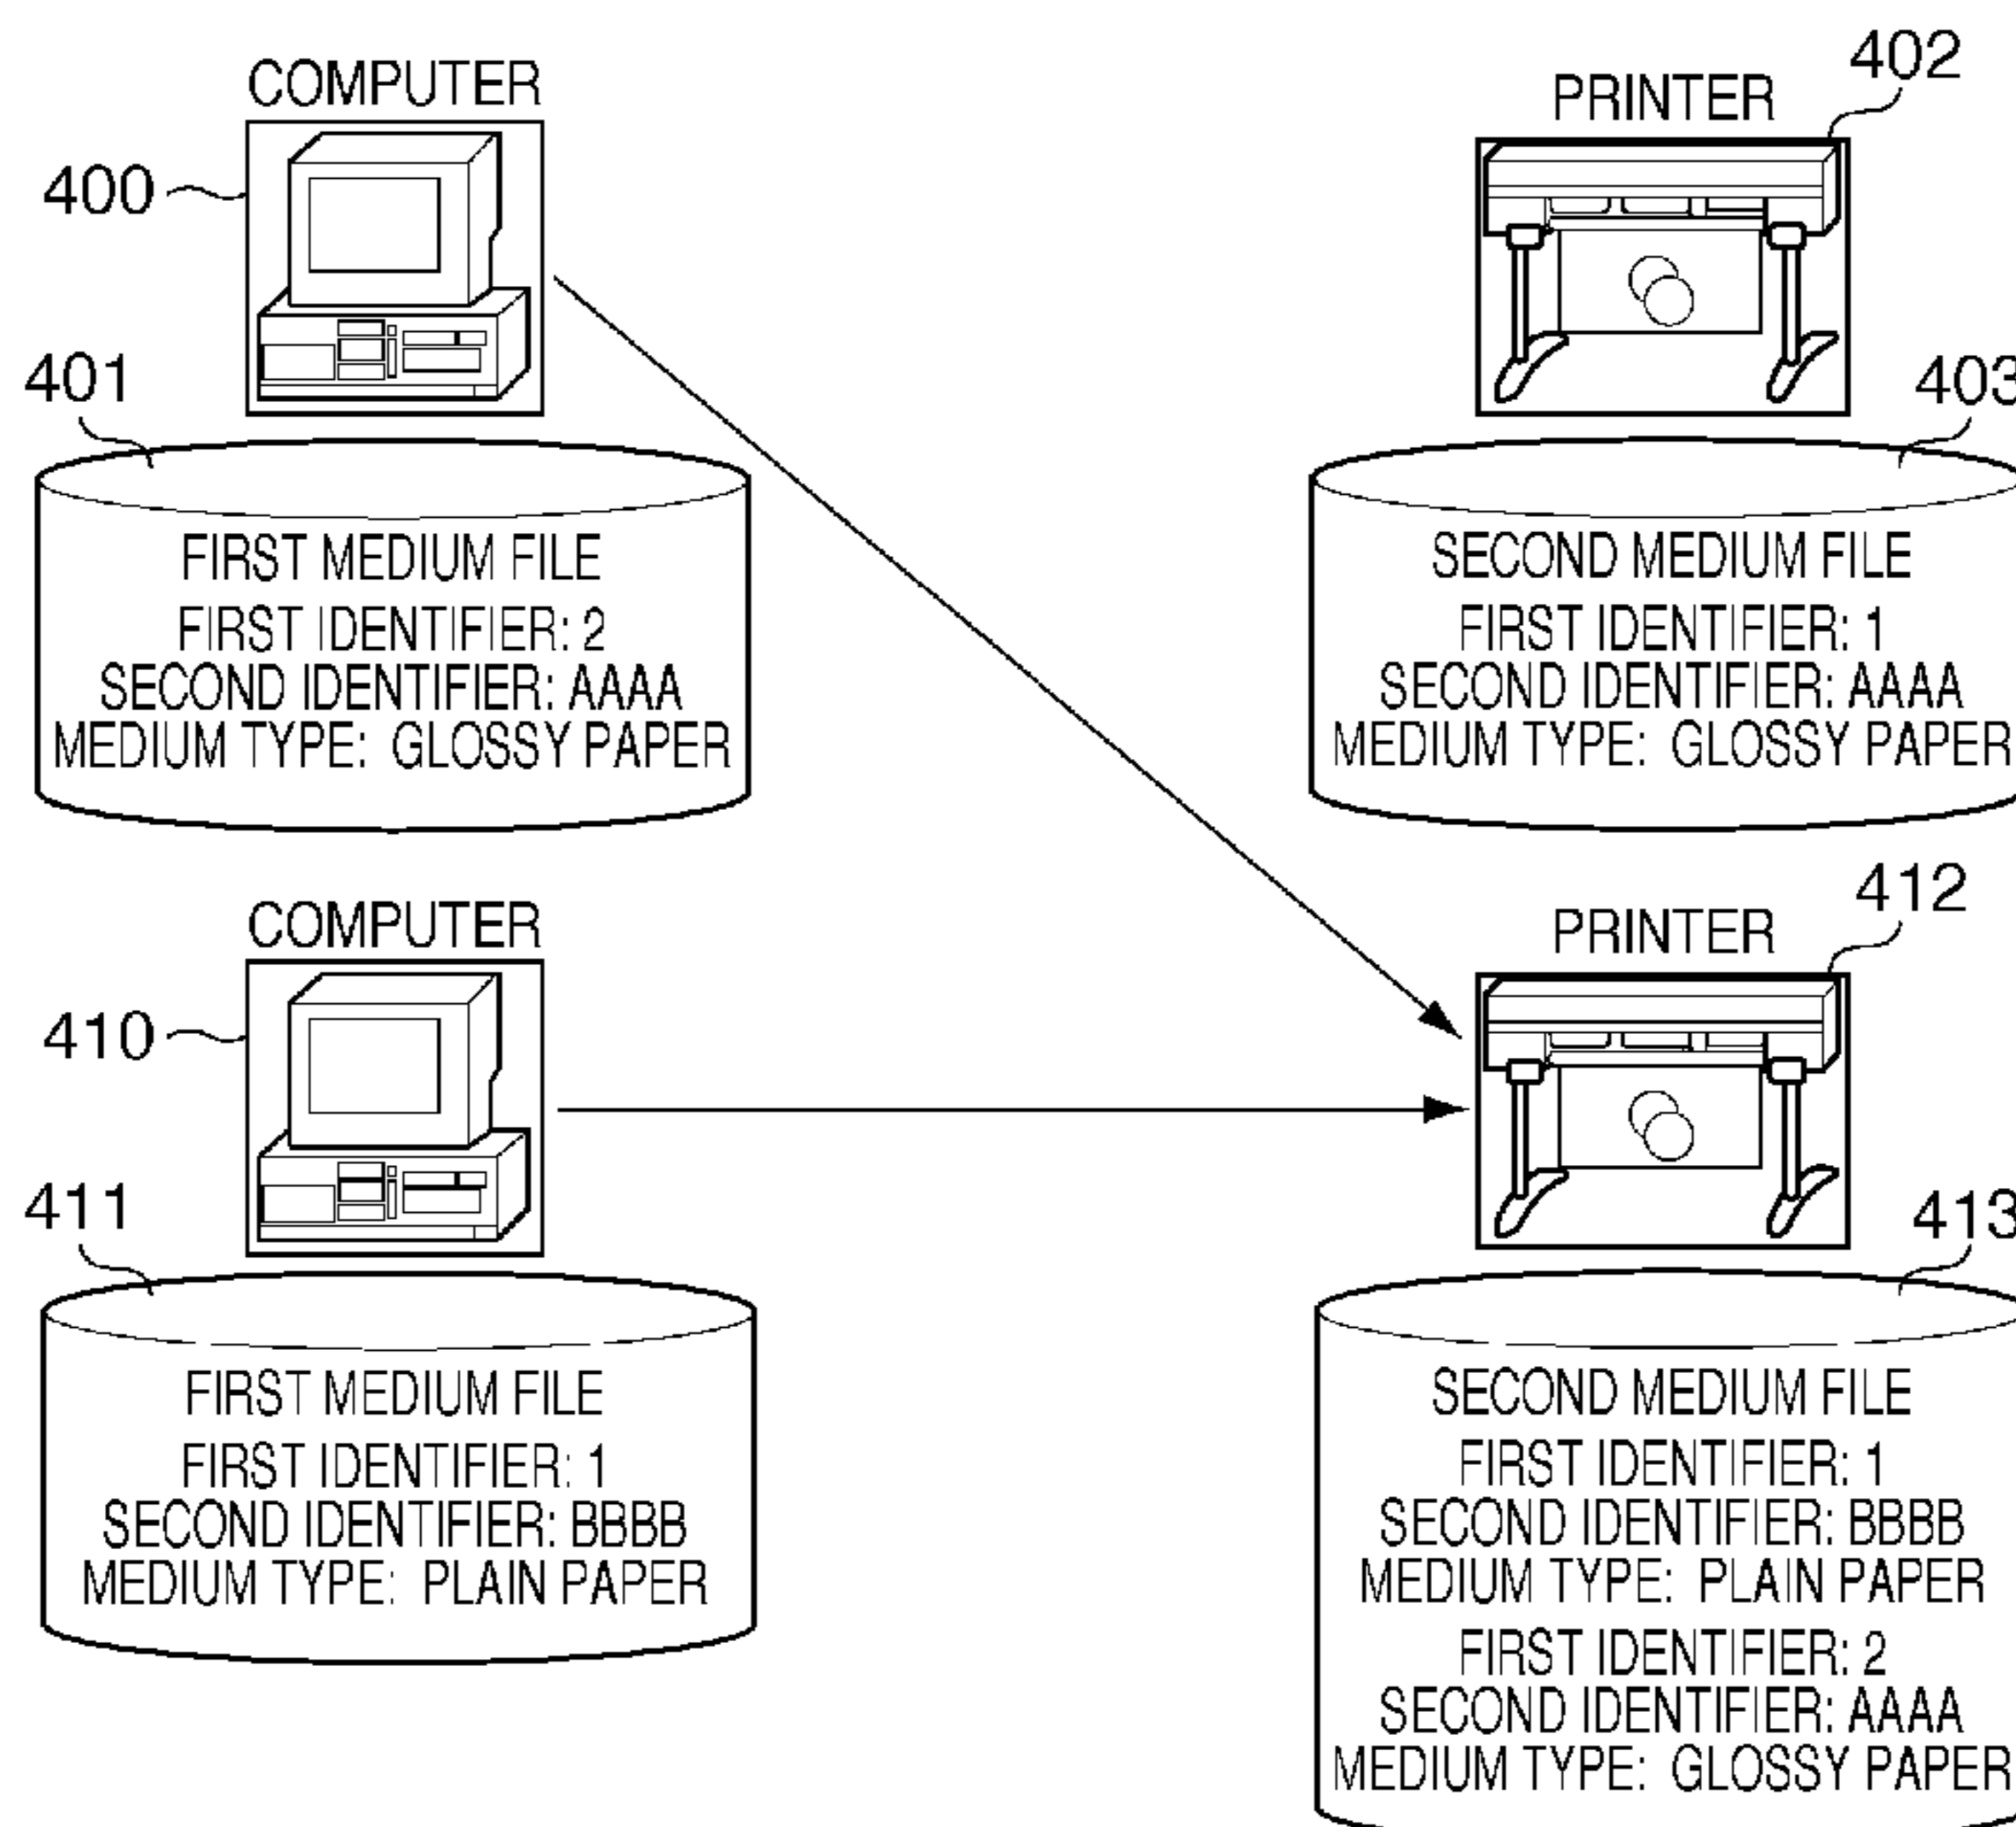 COMPUTER
400
401
FIRST MEDIUM FILE
FIRST IDENTIFIER: 2
SECOND IDENTIFIER: AAAA
MEDIUM TYPE: GLOSSY PAPER
PRINTER
402
403
SECOND MEDIUM FILE
FIRST IDENTIFIER: 1
SECOND IDENTIFIER: AAAA
MEDIUM TYPE: GLOSSY PAPER
COMPUTER
410
411
FIRST MEDIUM FILE
FIRST IDENTIFIER: 1
SECOND IDENTIFIER: BBBB
MEDIUM TYPE: PLAIN PAPER
PRINTER
412
413
SECOND MEDIUM FILE
FIRST IDENTIFIER: 1
SECOND IDENTIFIER: BBBB
MEDIUM TYPE: PLAIN PAPER
FIRST IDENTIFIER: 2
SECOND IDENTIFIER: AAAA
MEDIUM TYPE: GLOSSY PAPER